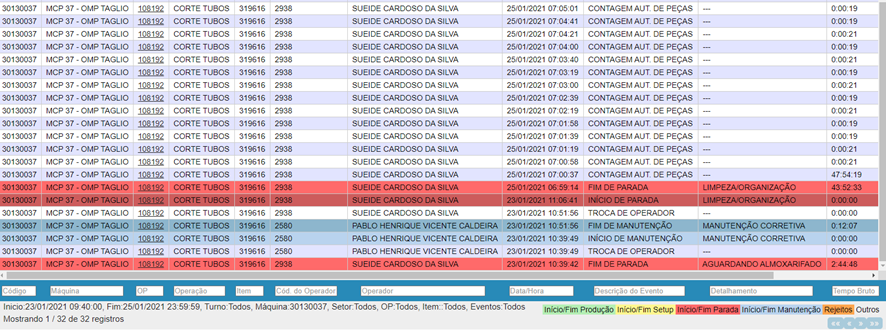 30130037 MCP 37 - OMP TAGLIO 108192 CORTE TUBOS 319616 2938 SUEIDE CARDOSO DA SILVA 25/01/2021 07:05:01 CONTAGEM AUT. DE PEÇAS --- 0:00:19
30130037 MCP 37 - OMP TAGLIO 108192 CORTE TUBOS 319616 2938 SUEIDE CARDOSO DA SILVA 25/01/2021 07:04:41 CONTAGEM AUT. DE PEÇAS --- 0:00:19
30130037 MCP 37 - OMP TAGLIO 108192 CORTE TUBOS 319616 2938 SUEIDE CARDOSO DA SILVA 25/01/2021 07:04:21 CONTAGEM AUT. DE PEÇAS --- 0:00:21
30130037 MCP 37 - OMP TAGLIO 108192 CORTE TUBOS 319616 2938 SUEIDE CARDOSO DA SILVA 25/01/2021 07:04:00 CONTAGEM AUT. DE PEÇAS --- 0:00:19
30130037 MCP 37 - OMP TAGLIO 108192 CORTE TUBOS 319616 2938 SUEIDE CARDOSO DA SILVA 25/01/2021 07:03:40 CONTAGEM AUT. DE PEÇAS --- 0:00:21
30130037 MCP 37 - OMP TAGLIO 108192 CORTE TUBOS 319616 2938 SUEIDE CARDOSO DA SILVA 25/01/2021 07:03:19 CONTAGEM AUT. DE PEÇAS --- 0:00:19
30130037 MCP 37 - OMP TAGLIO 108192 CORTE TUBOS 319616 2938 SUEIDE CARDOSO DA SILVA 25/01/2021 07:03:00 CONTAGEM AUT. DE PEÇAS --- 0:00:21
30130037 MCP 37 - OMP TAGLIO 108192 CORTE TUBOS 319616 2938 SUEIDE CARDOSO DA SILVA 25/01/2021 07:02:39 CONTAGEM AUT. DE PEÇAS --- 0:00:19
30130037 MCP 37 - OMP TAGLIO 108192 CORTE TUBOS 319616 2938 SUEIDE CARDOSO DA SILVA 25/01/2021 07:02:19 CONTAGEM AUT. DE PEÇAS --- 0:00:21
30130037 MCP 37 - OMP TAGLIO 108192 CORTE TUBOS 319616 2938 SUEIDE CARDOSO DA SILVA 25/01/2021 07:01:58 CONTAGEM AUT. DE PEÇAS --- 0:00:19
30130037 MCP 37 - OMP TAGLIO 108192 CORTE TUBOS 319616 2938 SUEIDE CARDOSO DA SILVA 25/01/2021 07:01:39 CONTAGEM AUT. DE PEÇAS --- 0:00:21
30130037 MCP 37 - OMP TAGLIO 108192 CORTE TUBOS 319616 2938 SUEIDE CARDOSO DA SILVA 25/01/2021 07:01:19 CONTAGEM AUT. DE PEÇAS --- 0:00:19
30130037 MCP 37 - OMP TAGLIO 108192 CORTE TUBOS 319616 2938 SUEIDE CARDOSO DA SILVA 25/01/2021 07:00:58 CONTAGEM AUT. DE PEÇAS --- 0:00:21
30130037 MCP 37 - OMP TAGLIO 108192 CORTE TUBOS 319616 2938 SUEIDE CARDOSO DA SILVA 25/01/2021 07:00:37 CONTAGEM AUT. DE PEÇAS --- 47:54:19
30130037 MCP 37 - OMP TAGLIO 108192 CORTE TUBOS 319616 2938 SUEIDE CARDOSO DA SILVA 25/01/2021 06:59:14 FIM DE PARADA LIMPEZA/ORGANIZAÇÃO 43:52:33
30130037 MCP 37 - OMP TAGLIO 108192 CORTE TUBOS 319616 2938 SUEIDE CARDOSO DA SILVA 23/01/2021 11:06:41 INÍCIO DE PARADA LIMPEZA/ORGANIZAÇÃO 0:00:00
30130037 MCP 37 - OMP TAGLIO 108192 CORTE TUBOS 319616 2938 SUEIDE CARDOSO DA SILVA 23/01/2021 10:51:56 TROCA DE OPERADOR --- 0:00:00
30130037 MCP 37 - OMP TAGLIO 108192 CORTE TUBOS 319616 2580 PABLO HENRIQUE VICENTE CALDEIRA 23/01/2021 10:51:56 FIM DE MANUTENÇÃO MANUTENÇÃO CORRETIVA 0:12:07
30130037 MCP 37 - OMP TAGLIO 108192 CORTE TUBOS 319616 2580 PABLO HENRIQUE VICENTE CALDEIRA 23/01/2021 10:39:49 INÍCIO DE MANUTENÇÃO MANUTENÇÃO CORRETIVA 0:00:00
30130037 MCP 37 - OMP TAGLIO 108192 CORTE TUBOS 319616 2580 PABLO HENRIQUE VICENTE CALDEIRA 23/01/2021 10:39:49 TROCA DE OPERADOR --- 0:00:00
30130037 MCP 37 - OMP TAGLIO 108192 CORTE TUBOS 319616 2938 SUEIDE CARDOSO DA SILVA 23/01/2021 10:39:42 FIM DE PARADA AGUARDANDO ALMOXARIFADO 2:44:48
Código Máquina OP Operação Item Cód. do Operador Operador Data/Hora Descrição do Evento Detalhamento Tempo Bruto
Inicio:23/01/2021 09:40:00, Fim:25/01/2021 23:59:59, Turno:Todos, Máquina:30130037, Setor:Todos, OP:Todos, Item::Todos, Eventos:Todos
Início/Fim Produção Início/Fim Setup Início/Fim Parada Início/Fim Manutenção Rejeitos Outros
Mostrando 1 / 32 de 32 registros